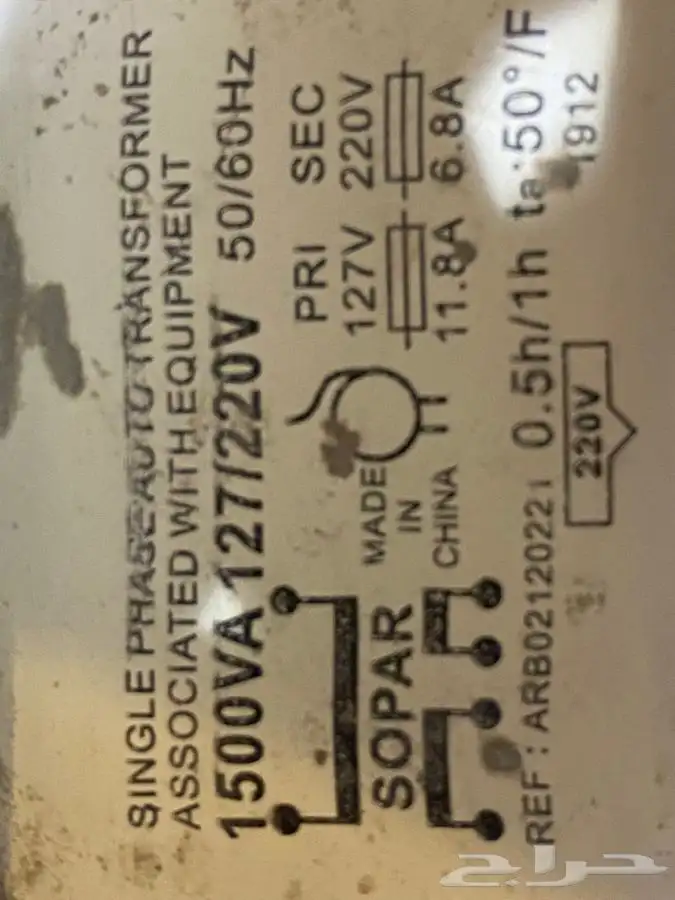 SINGLE PHASE AUTO TRANSFORMER
ASSOCIATED WITH EQUIPMENT
1500VA 127/220V 50/60Hz
PRI SEC
127V 220V
11.8A 6.8A
SOPAR
MADE
IN
CHINA
REF : ARB02120221 0.5h/1h ta:50°/F
1912
220V
حراج